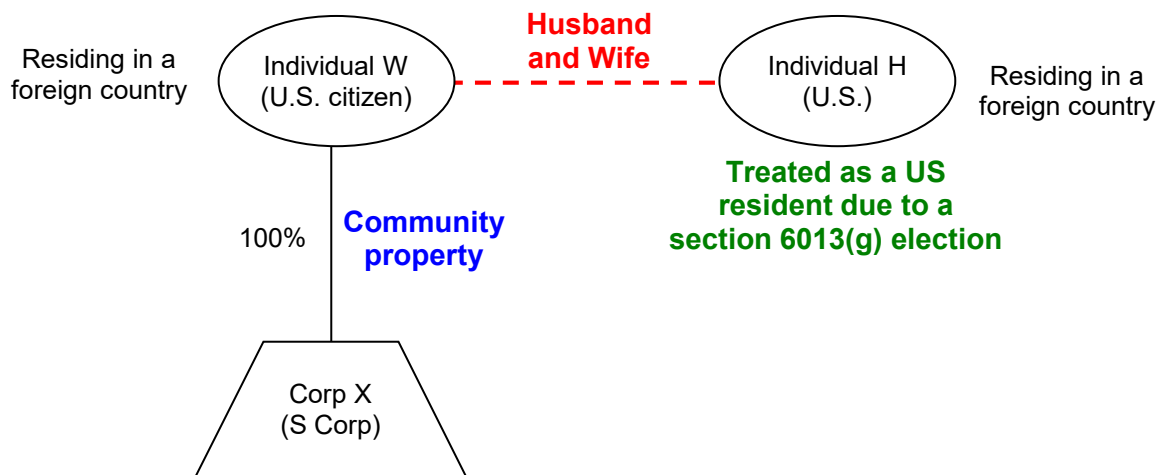 Residing in a
foreign country
Individual W
(U.S. citizen)
Husband
and Wife
Individual H
(U.S.)
Residing in a
foreign country
Treated as a US
resident due to a
section 6013(g) election
100%
Community
property
Corp X
(S Corp)